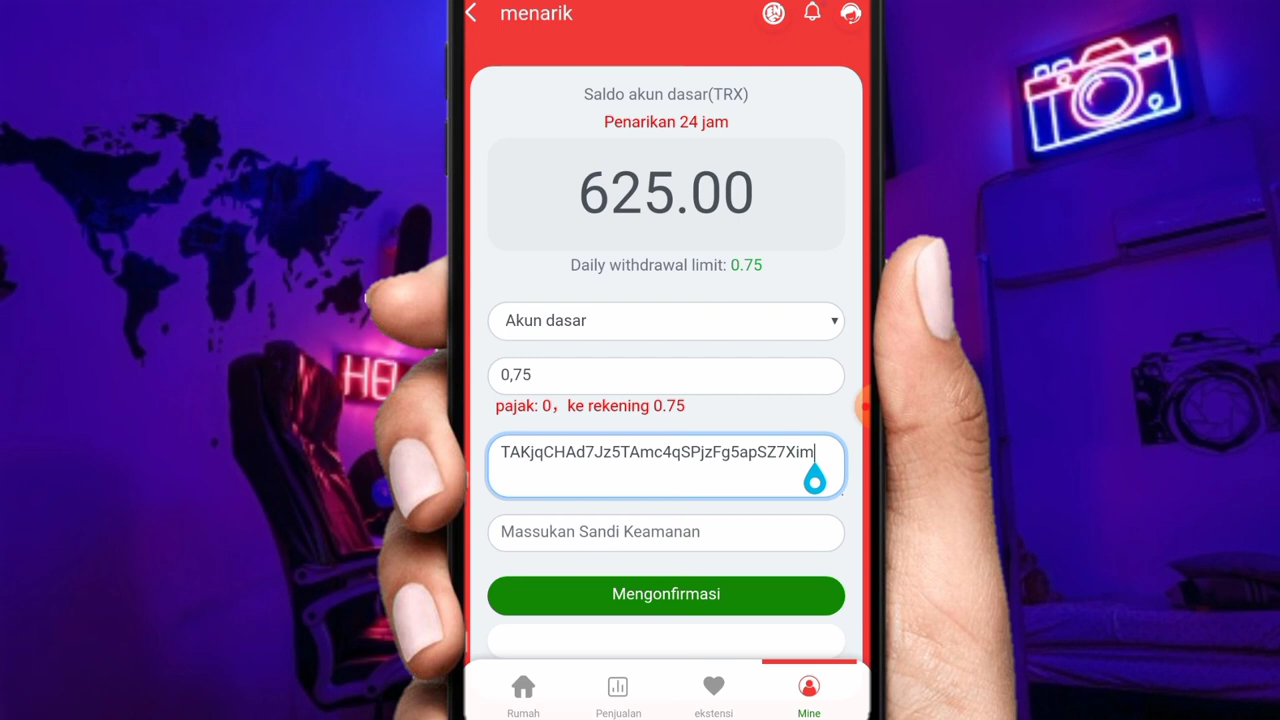 menarik
Saldo akun dasar(TRX)
Penarikan 24 jam
625.00
Daily withdrawal limit: 0.75
Akun dasar
0,75
pajak: 0，ke rekening 0.75
TAKjqCHAd7Jz5TAmc4qSPjzFg5apSZ7Xim
Massukan Sandi Keamanan
Mengonfirmasi
Rumah
Penjualan
ekstensi
Mine